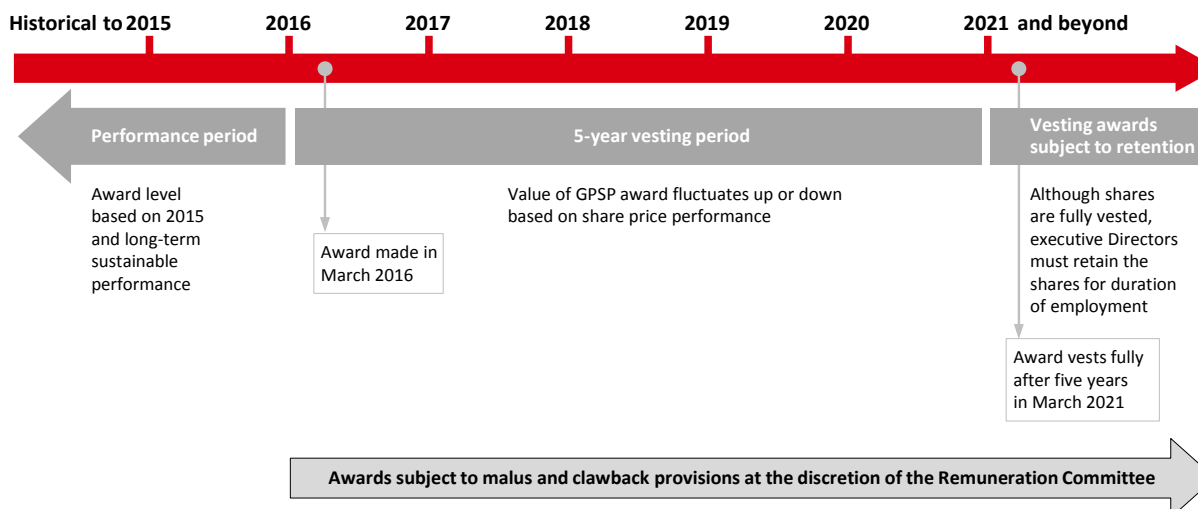 Historical to 2015 2016 2017 2018 2019 2020 2021 and beyond
Performance period
5-year vesting period
Vesting awards
subject to retention
Award level
based on 2015
and long-term
sustainable
performance
Award made in
March 2016
Value of GPSP award fluctuates up or down
based on share price performance
Although shares
are fully vested,
executive Directors
must retain the
shares for duration
of employment
Award vests fully
after five years
in March 2021
Awards subject to malus and clawback provisions at the discretion of the Remuneration Committee